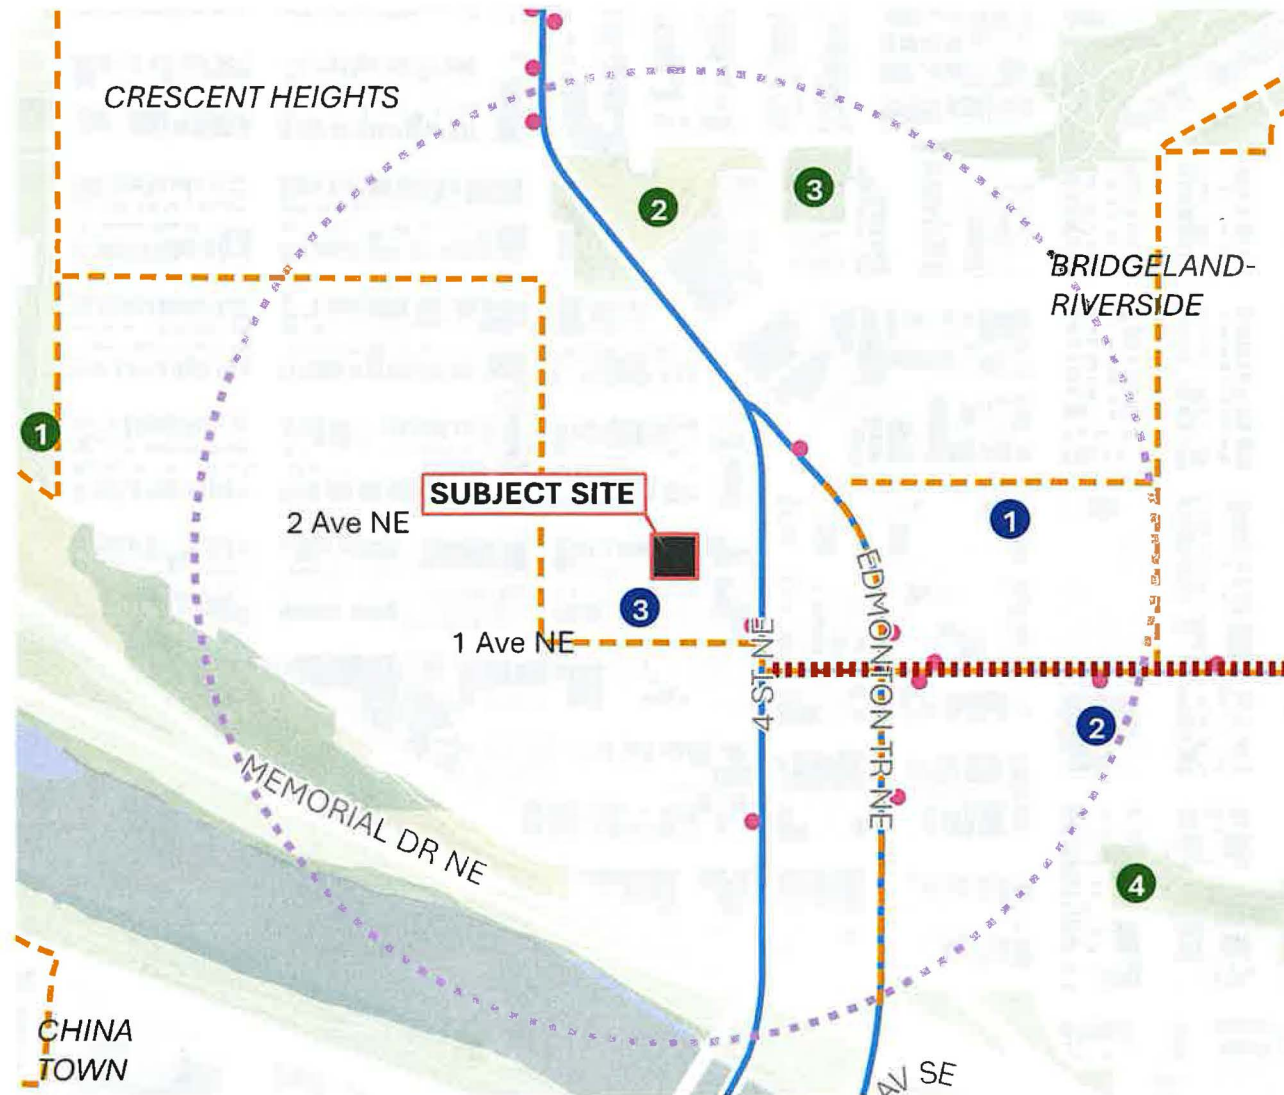 CRESCENT HEIGHTS
2
3
BRIDGELAND-
RIVERSIDE
1
SUBJECT SITE
2 Ave NE
1
3
1 Ave NE
4 ST NE
EDMONTON TR NE
2
MEMORIAL DR NE
4
CHINA
TOWN
AV SE